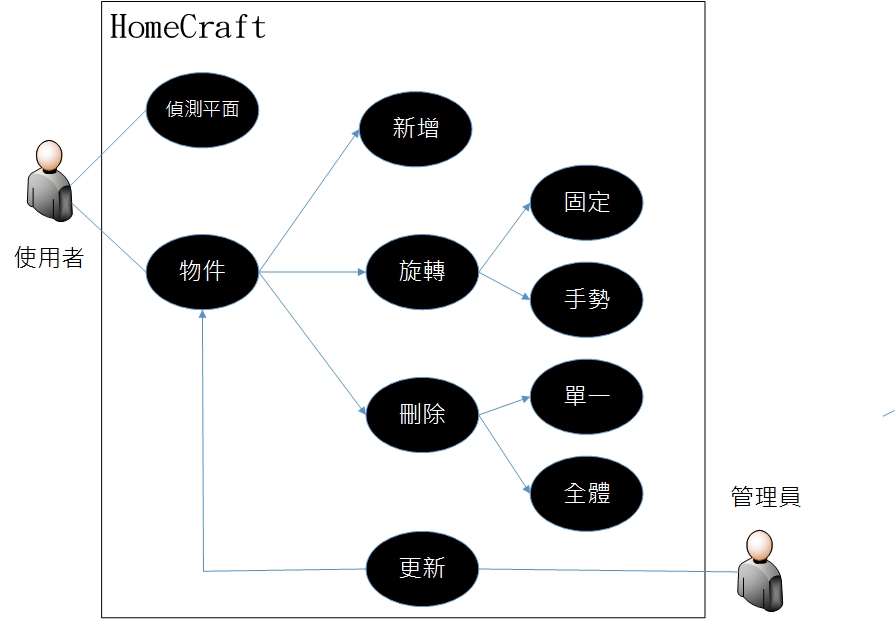 HomeCraft
偵測平面
新增
固定
使用者
物件
旋轉
手勢
單一
刪除
全體
管理員
更新